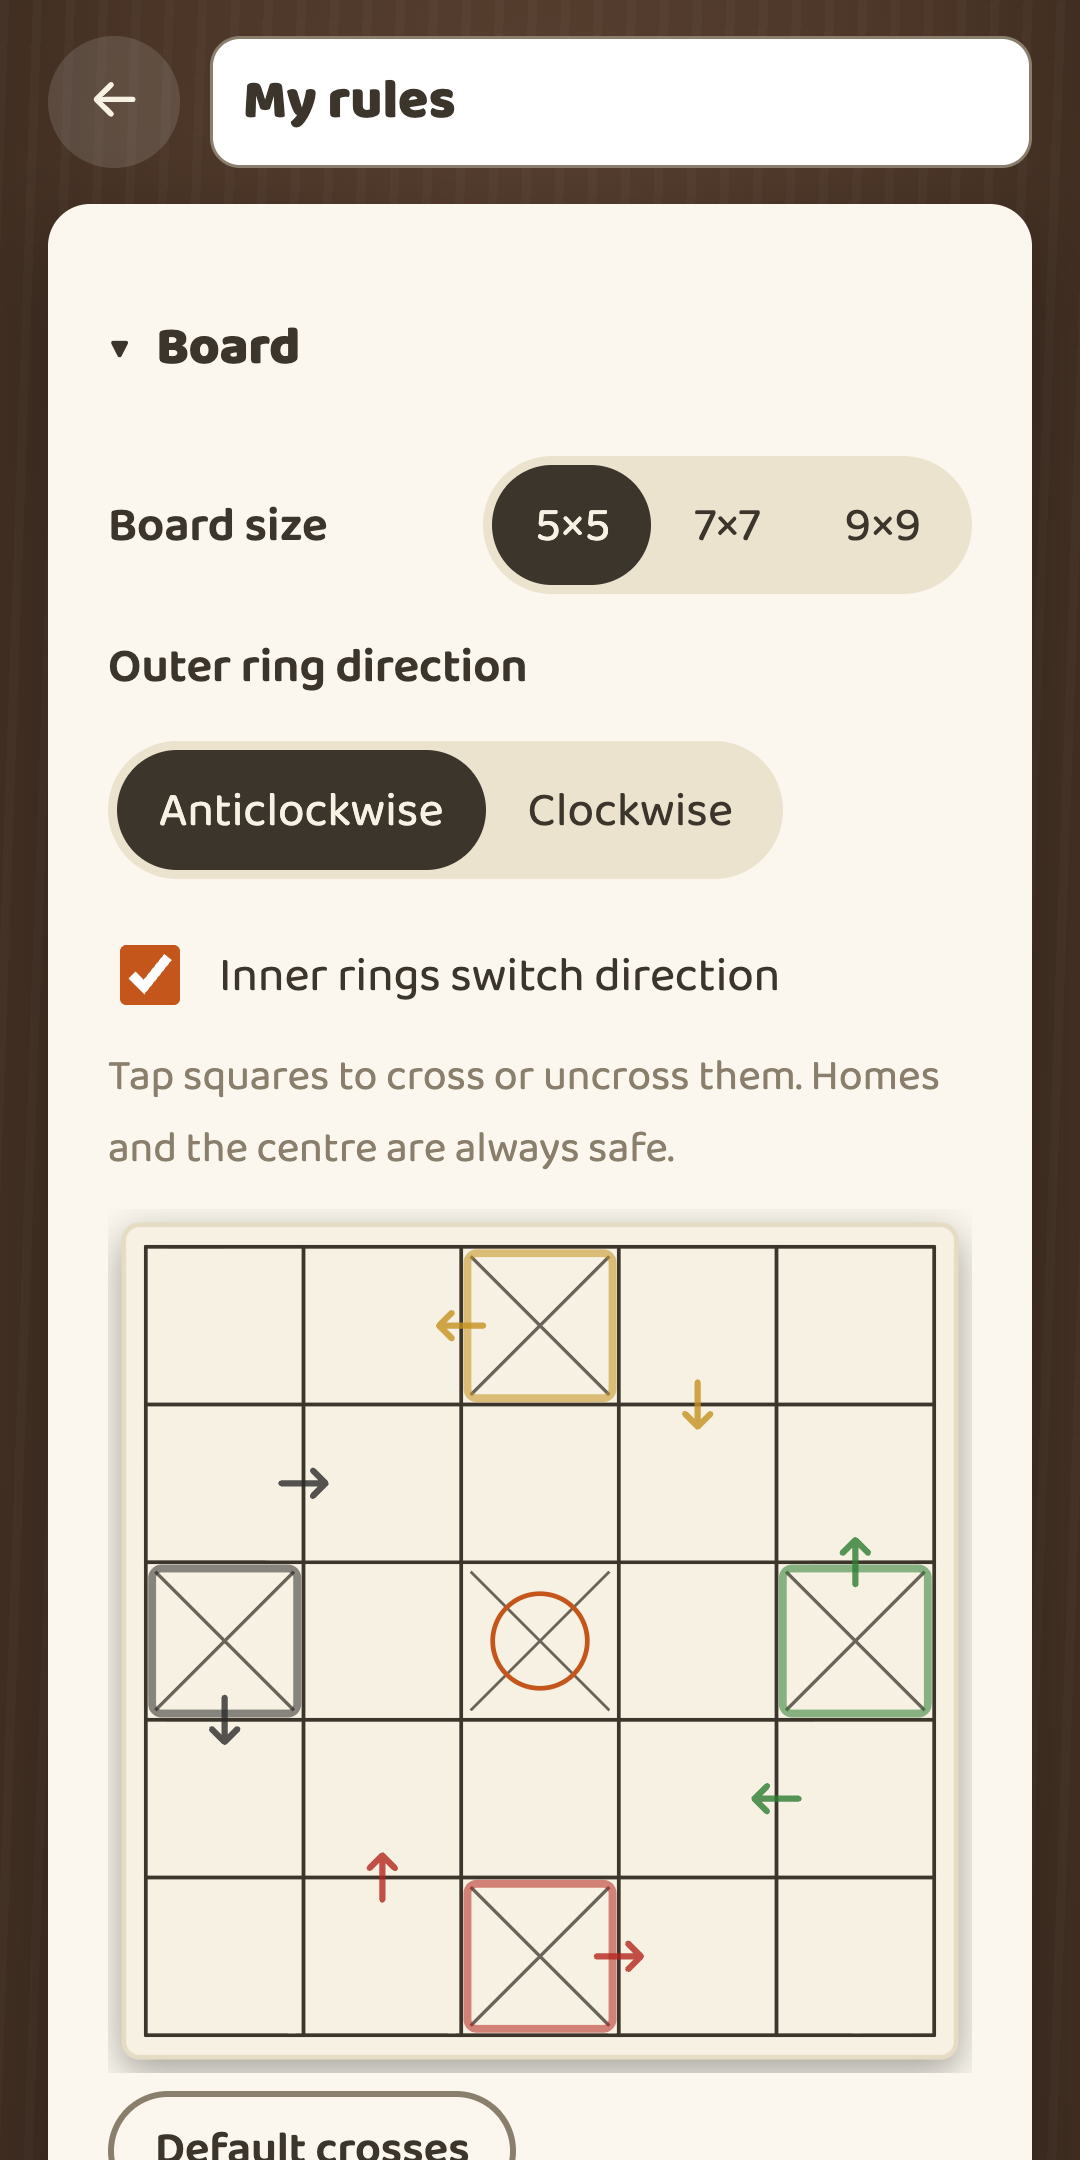 My rules
Board
Board size
5×5 7×7 9×9
Outer ring direction
Anticlockwise Clockwise
Inner rings switch direction
Tap squares to cross or uncross them. Homes
and the centre are always safe.
Default crosses